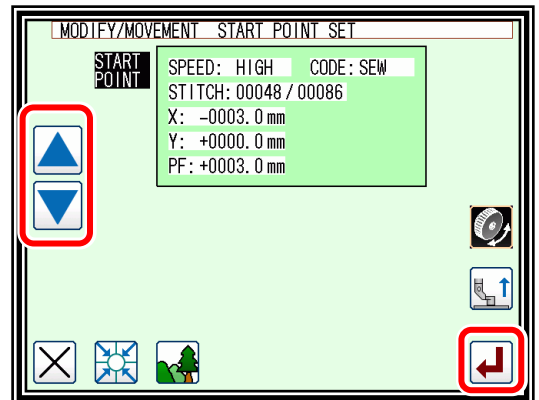 MODIFY/MOVEMENT START POINT SET
START
POINT
SPEED: HIGH CODE: SEW
STITCH: 00048 / 00086
X: -0003. 0 mm
Y: +0000. 0 mm
PF: +0003. 0 mm